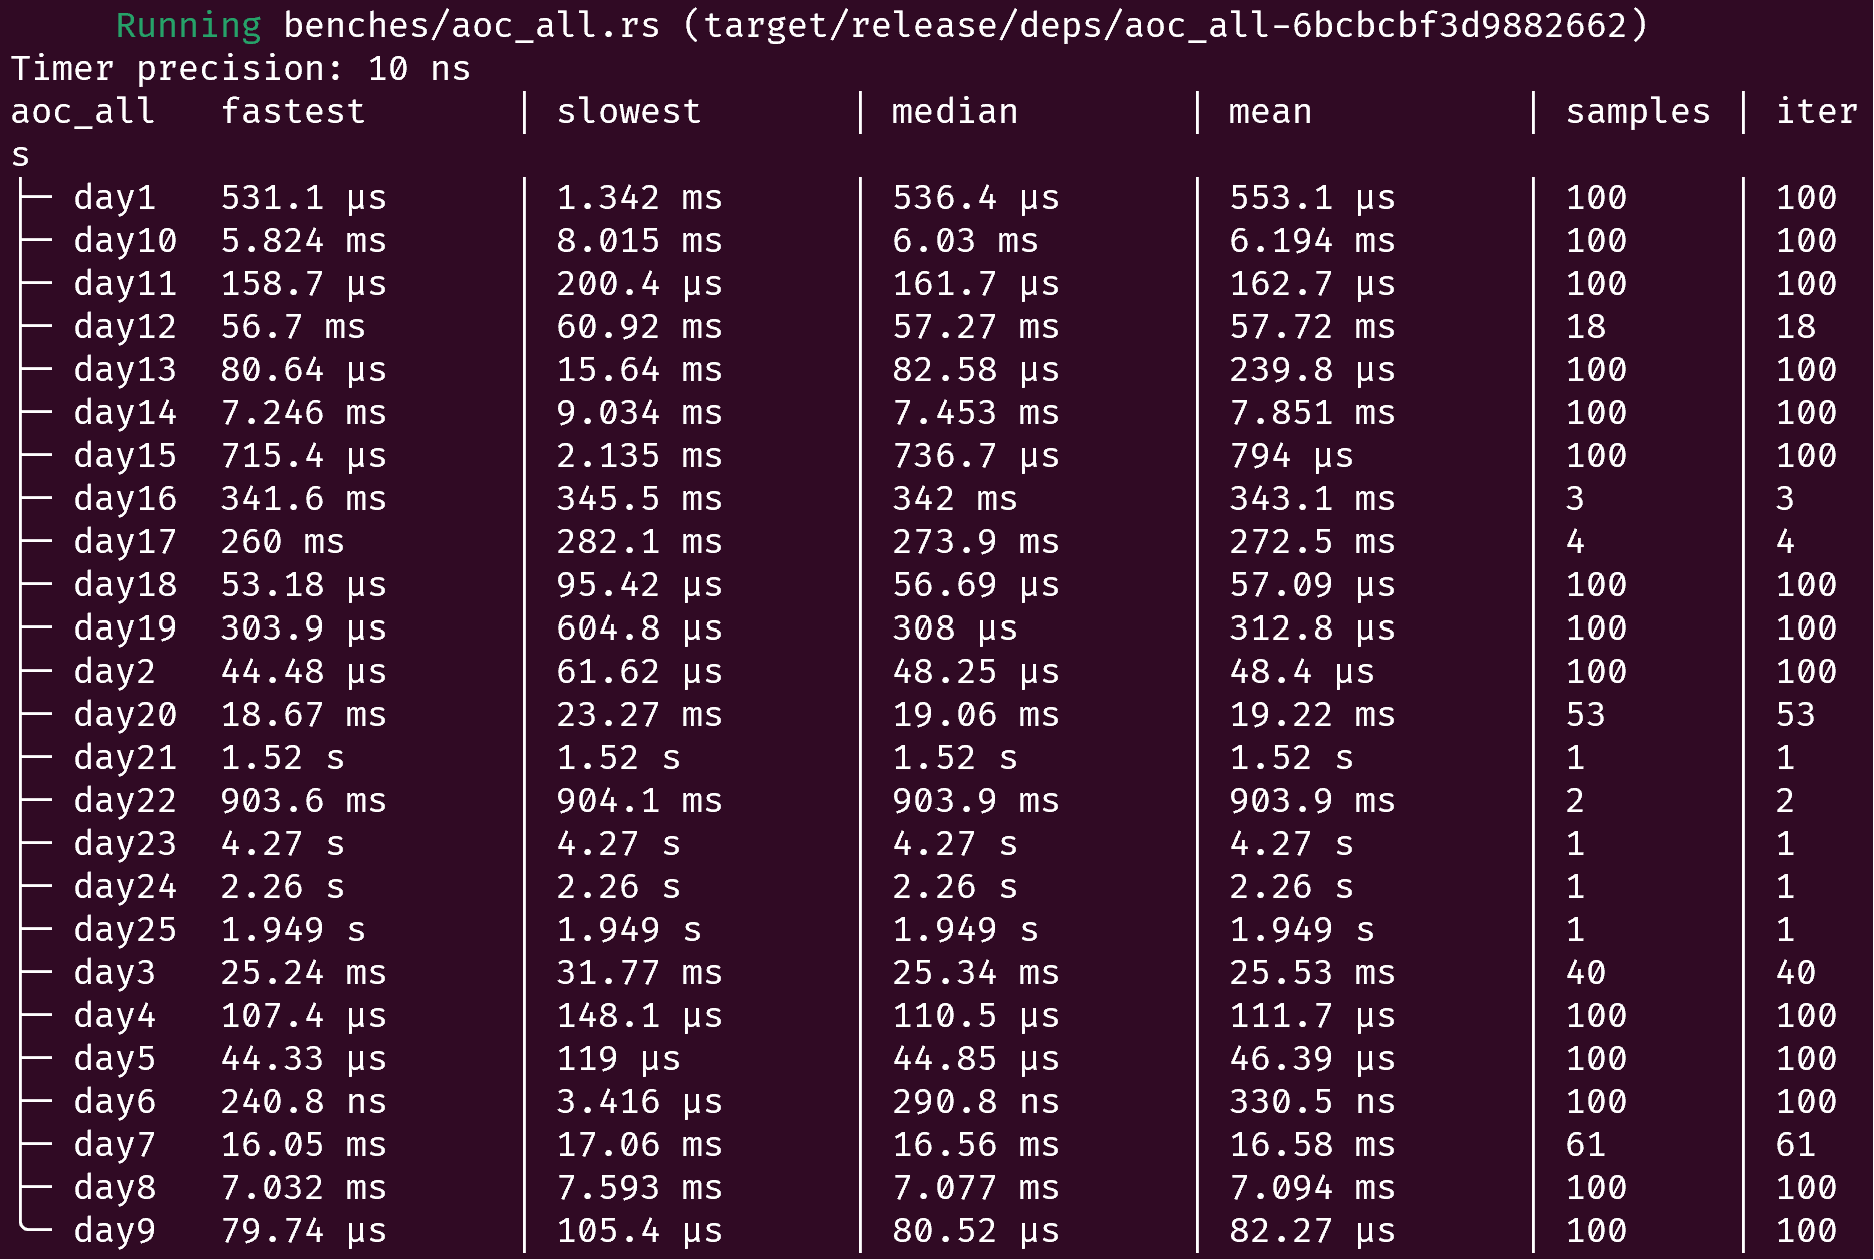 Running benches/aoc_all.rs (target/release/deps/aoc_all-6bcbcbf3d9882662)
Timer precision: 10 ns
aoc_all   fastest       │ slowest       │ median        │ mean          │ samples │ iter
s
├─ day1   531.1 µs      │ 1.342 ms      │ 536.4 µs      │ 553.1 µs      │ 100     │ 100
├─ day10  5.824 ms      │ 8.015 ms      │ 6.03 ms       │ 6.194 ms      │ 100     │ 100
├─ day11  158.7 µs      │ 200.4 µs      │ 161.7 µs      │ 162.7 µs      │ 100     │ 100
├─ day12  56.7 ms       │ 60.92 ms      │ 57.27 ms      │ 57.72 ms      │ 18      │ 18
├─ day13  80.64 µs      │ 15.64 ms      │ 82.58 µs      │ 239.8 µs      │ 100     │ 100
├─ day14  7.246 ms      │ 9.034 ms      │ 7.453 ms      │ 7.851 ms      │ 100     │ 100
├─ day15  715.4 µs      │ 2.135 ms      │ 736.7 µs      │ 794 µs        │ 100     │ 100
├─ day16  341.6 ms      │ 345.5 ms      │ 342 ms        │ 343.1 ms      │ 3       │ 3
├─ day17  260 ms        │ 282.1 ms      │ 273.9 ms      │ 272.5 ms      │ 4       │ 4
├─ day18  53.18 µs      │ 95.42 µs      │ 56.69 µs      │ 57.09 µs      │ 100     │ 100
├─ day19  303.9 µs      │ 604.8 µs      │ 308 µs        │ 312.8 µs      │ 100     │ 100
├─ day2   44.48 µs      │ 61.62 µs      │ 48.25 µs      │ 48.4 µs       │ 100     │ 100
├─ day20  18.67 ms      │ 23.27 ms      │ 19.06 ms      │ 19.22 ms      │ 53      │ 53
├─ day21  1.52 s        │ 1.52 s        │ 1.52 s        │ 1.52 s        │ 1       │ 1
├─ day22  903.6 ms      │ 904.1 ms      │ 903.9 ms      │ 903.9 ms      │ 2       │ 2
├─ day23  4.27 s        │ 4.27 s        │ 4.27 s        │ 4.27 s        │ 1       │ 1
├─ day24  2.26 s        │ 2.26 s        │ 2.26 s        │ 2.26 s        │ 1       │ 1
├─ day25  1.949 s       │ 1.949 s       │ 1.949 s       │ 1.949 s       │ 1       │ 1
├─ day3   25.24 ms      │ 31.77 ms      │ 25.34 ms      │ 25.53 ms      │ 40      │ 40
├─ day4   107.4 µs      │ 148.1 µs      │ 110.5 µs      │ 111.7 µs      │ 100     │ 100
├─ day5   44.33 µs      │ 119 µs        │ 44.85 µs      │ 46.39 µs      │ 100     │ 100
├─ day6   240.8 ns      │ 3.416 µs      │ 290.8 ns      │ 330.5 ns      │ 100     │ 100
├─ day7   16.05 ms      │ 17.06 ms      │ 16.56 ms      │ 16.58 ms      │ 61      │ 61
├─ day8   7.032 ms      │ 7.593 ms      │ 7.077 ms      │ 7.094 ms      │ 100     │ 100
╰─ day9   79.74 µs      │ 105.4 µs      │ 80.52 µs      │ 82.27 µs      │ 100     │ 100